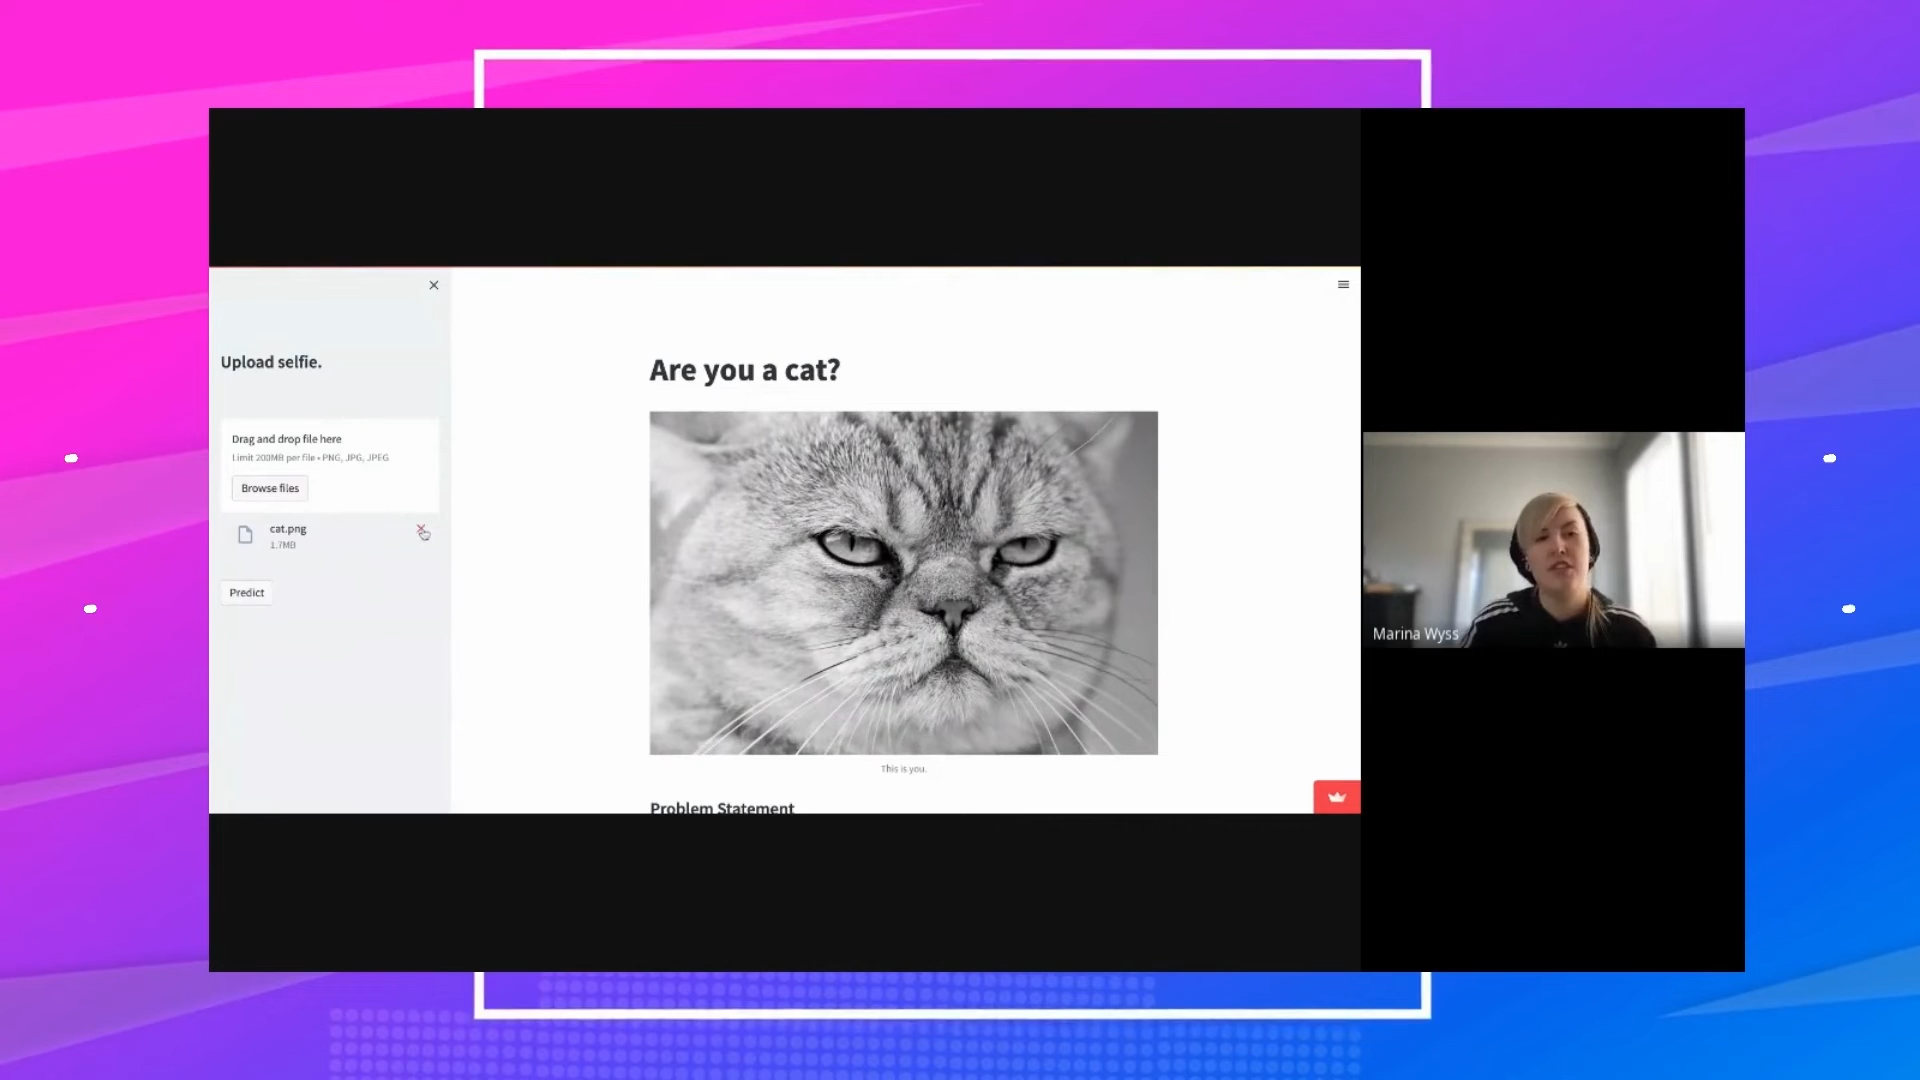 Upload selfie.
Drag and drop file here
Limit 200MB per file • PNG, JPG, JPEG
Browse files
cat.png
1.7MB
Predict
Are you a cat?
This is you.
Problem Statement
Marina Wyss